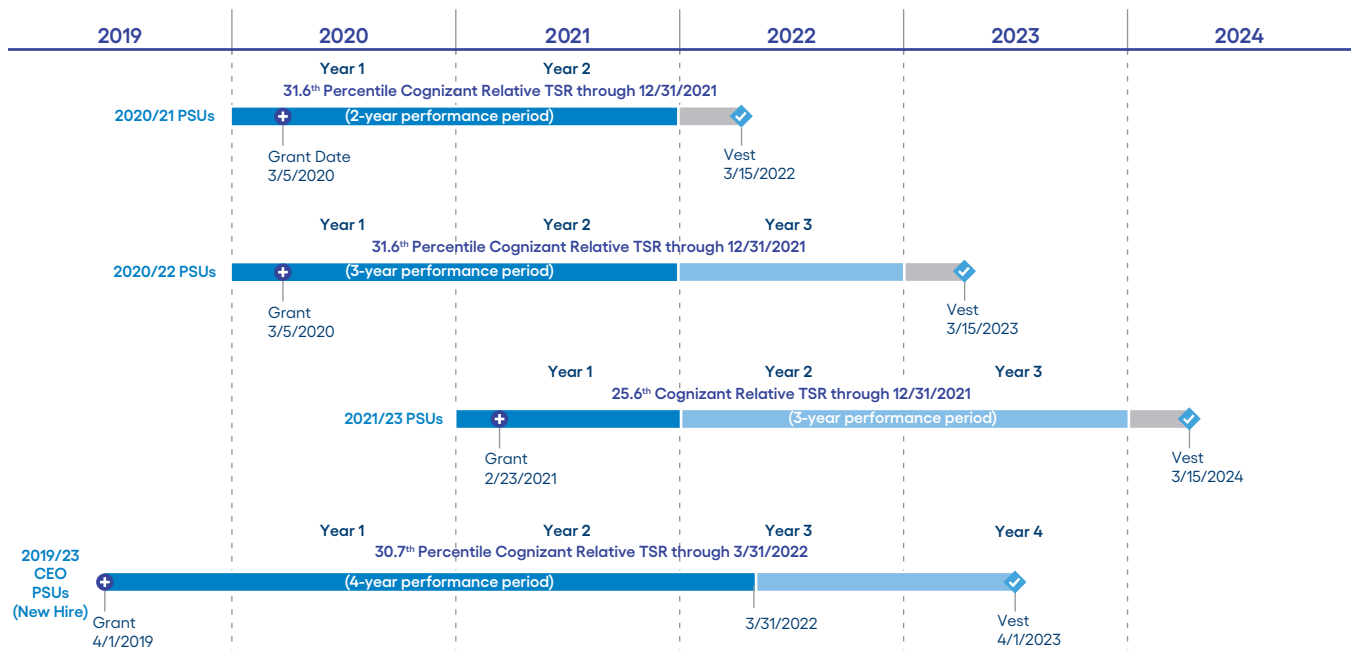 2019 2020 2021 2022 2023 2024
Year 1 Year 2
31.6th Percentile Cognizant Relative TSR through 12/31/2021
2020/21 PSUs (2-year performance period)
Grant Date Vest
3/5/2020 3/15/2022
Year 1 Year 2 Year 3
31.6th Percentile Cognizant Relative TSR through 12/31/2021
2020/22 PSUs (3-year performance period)
Grant Vest
3/5/2020 3/15/2023
Year 1 Year 2 Year 3
25.6th Cognizant Relative TSR through 12/31/2021
2021/23 PSUs (3-year performance period)
Grant Vest
2/23/2021 3/15/2024
Year 1 Year 2 Year 3 Year 4
30.7th Percentile Cognizant Relative TSR through 3/31/2022
2019/23
CEO
PSUs
(New Hire)
(4-year performance period)
Grant 3/31/2022 Vest
4/1/2019 4/1/2023